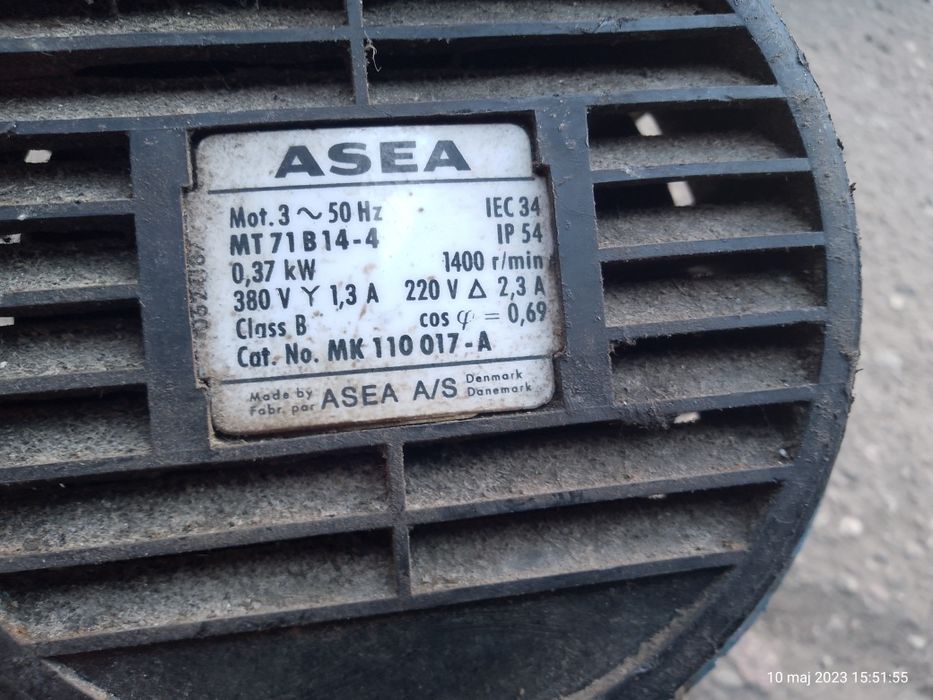 ASEA
Mot. 3 ~ 50 Hz IEC 34
MT 71 B 14-4 IP 54
0,37 kW 1400 r/min
380 V Y 1,3 A 220 V Δ 2,3 A
Class B cos φ = 0,69
Cat. No. MK 110 017-A
Made by ASEA A/S Denmark
Fabr. par Danemark
10 maj 2023 15:51:55